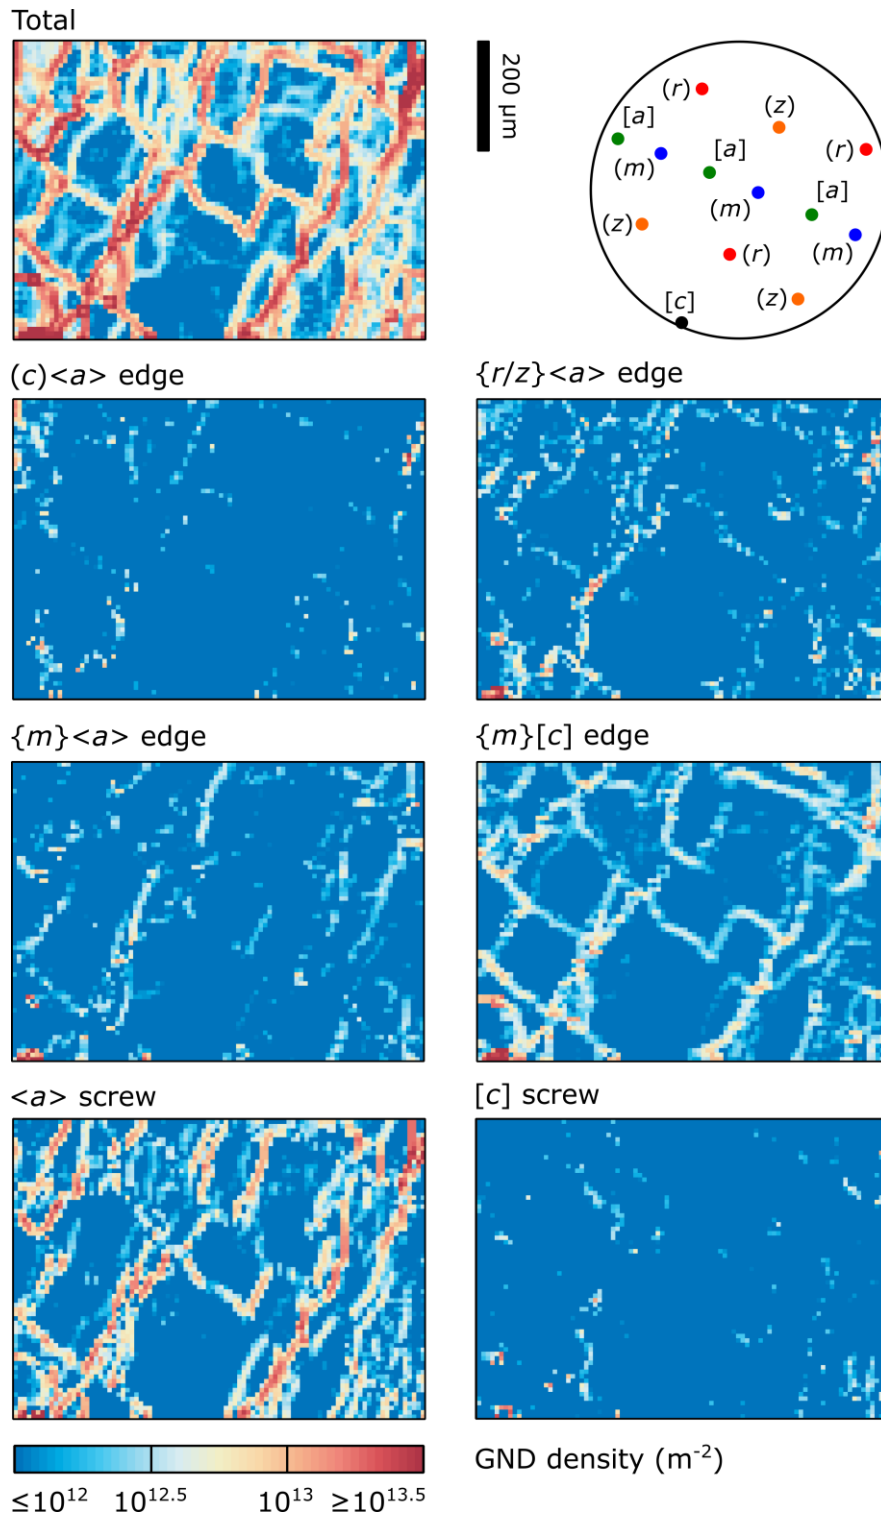 Total
200 μm
(r)
(z)
[a]
(r)
(m)
[a]
(m)
[a]
(z)
(r)
(m)
[c]
(z)
(c)<a> edge
{r/z}<a> edge
{m}<a> edge
{m}[c] edge
<a> screw
[c] screw
GND density (m⁻²)
≤10¹² 10¹²·⁵ 10¹³ ≥10¹³·⁵